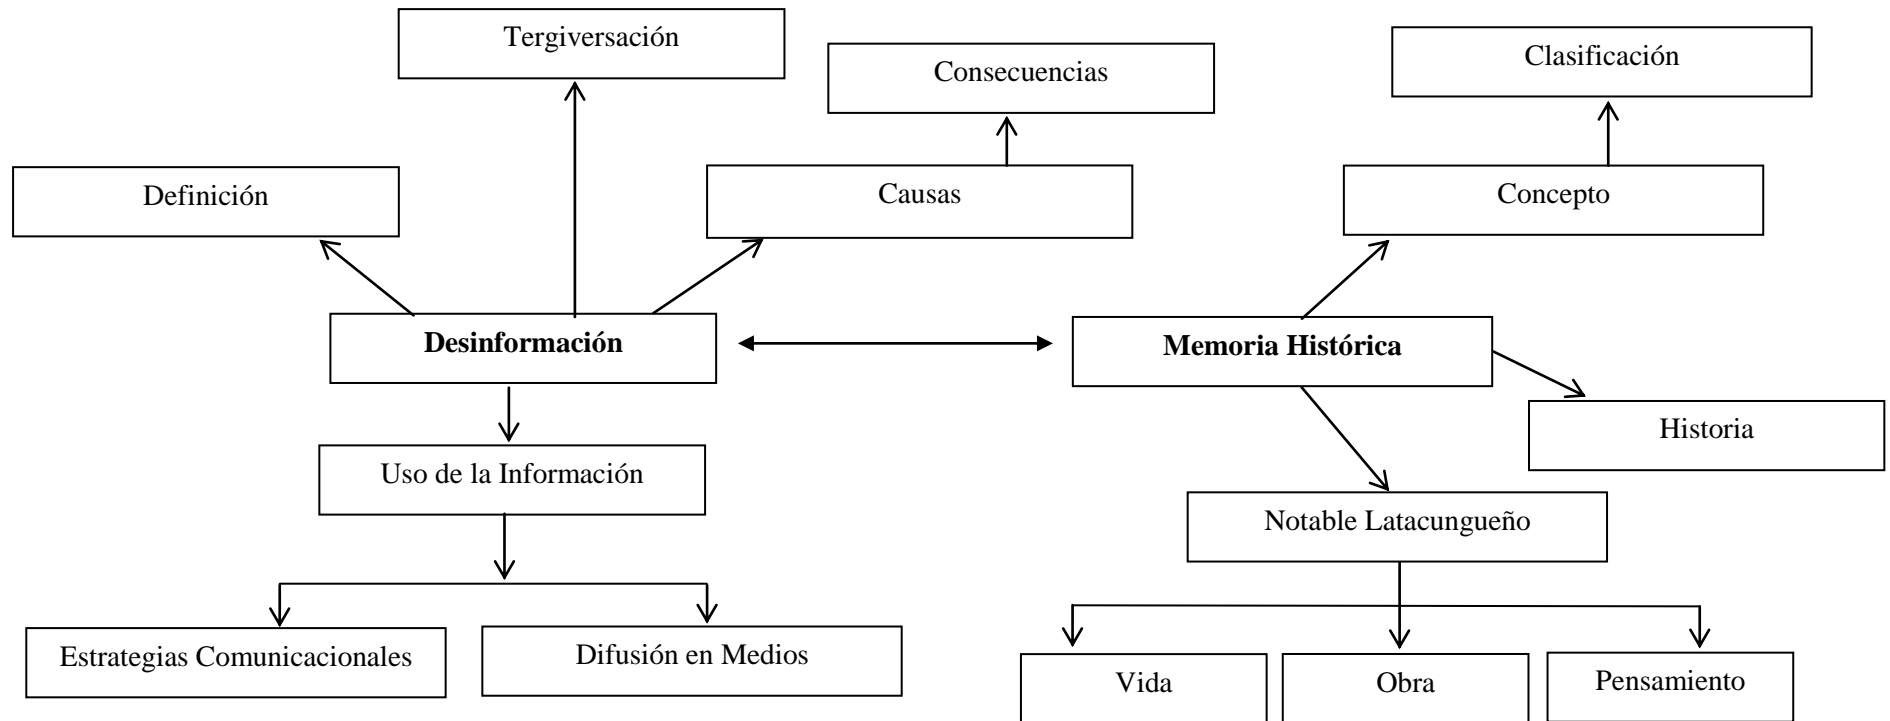 Tergiversación
Consecuencias
Clasificación
Definición
Causas
Concepto
Desinformación
Memoria Histórica
Historia
Uso de la Información
Notable Latacungueño
Estrategias Comunicacionales
Difusión en Medios
Vida
Obra
Pensamiento